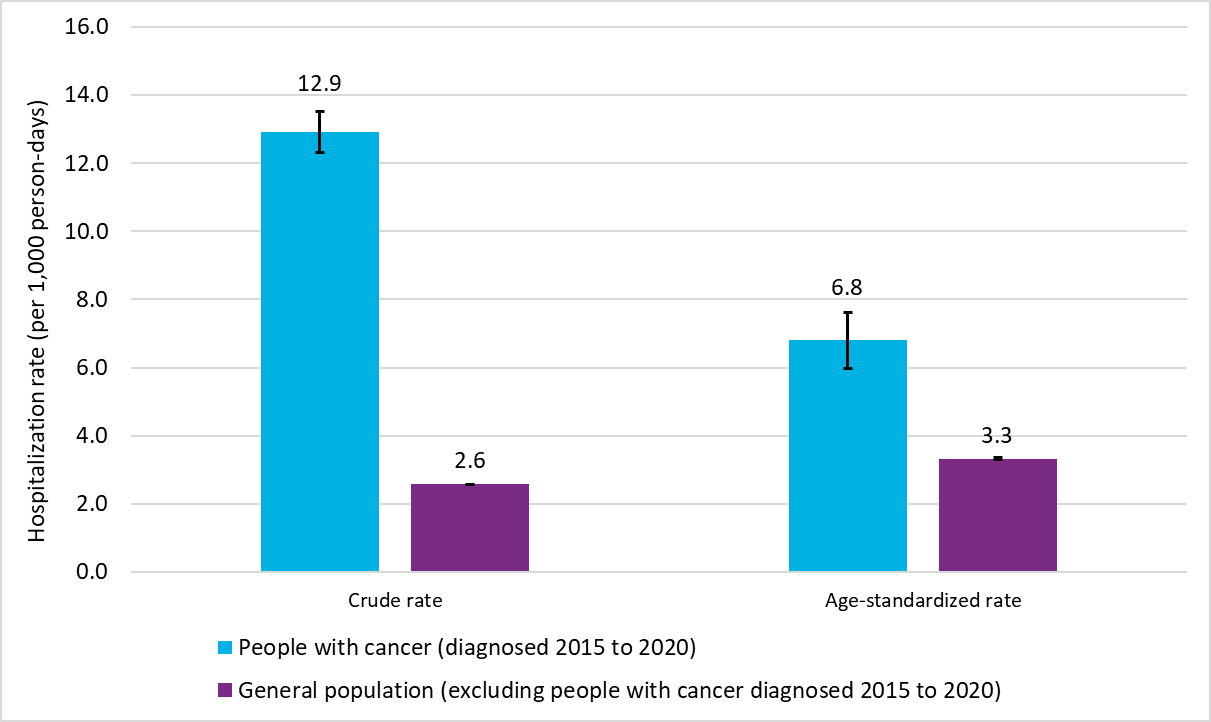 Hospitalization rate (per 1,000 person-days)
16.0
14.0
12.0
10.0
8.0
6.0
4.0
2.0
0.0
12.9
2.6
6.8
3.3
Crude rate
Age-standardized rate
People with cancer (diagnosed 2015 to 2020)
General population (excluding people with cancer diagnosed 2015 to 2020)